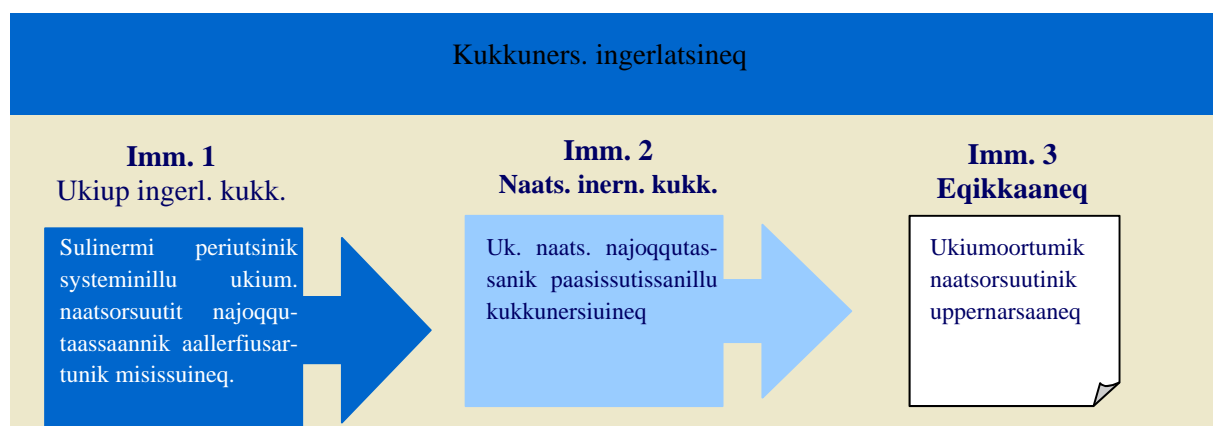 Kukkuners. ingerlatsineq
Imm. 1
Ukiup ingerl. kukk.
Sulinermi periutsinik
systeminillu ukium.
naatsorsuutit najoqqu-
taassaannik aallerfiusar-
tunik misissuineq.
Imm. 2
Naats. inern. kukk.
Uk. naats. najoqqutas-
sanik paasissutissanillu
kukkunersiuineq
Imm. 3
Eqikkaaneq
Ukiumoortumik
naatsorsuutinik
uppernarsaaneq